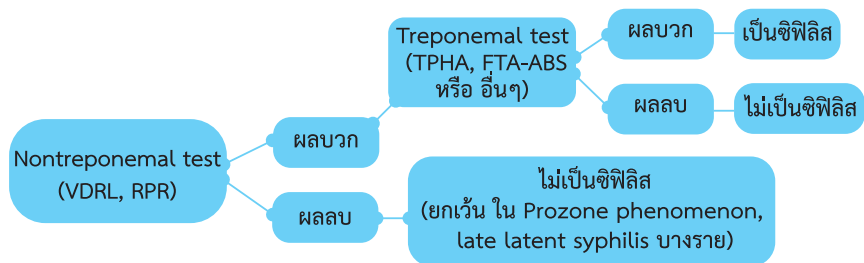 Nontreponemal test
(VDRL, RPR)
ผลบวก
Treponemal test
(TPHA, FTA-ABS
หรือ อื่นๆ)
ผลบวก
เป็นซิฟิลิส
ผลลบ
ไม่เป็นซิฟิลิส
ผลลบ
ไม่เป็นซิฟิลิส
(ยกเว้น ใน Prozone phenomenon,
late latent syphilis บางราย)